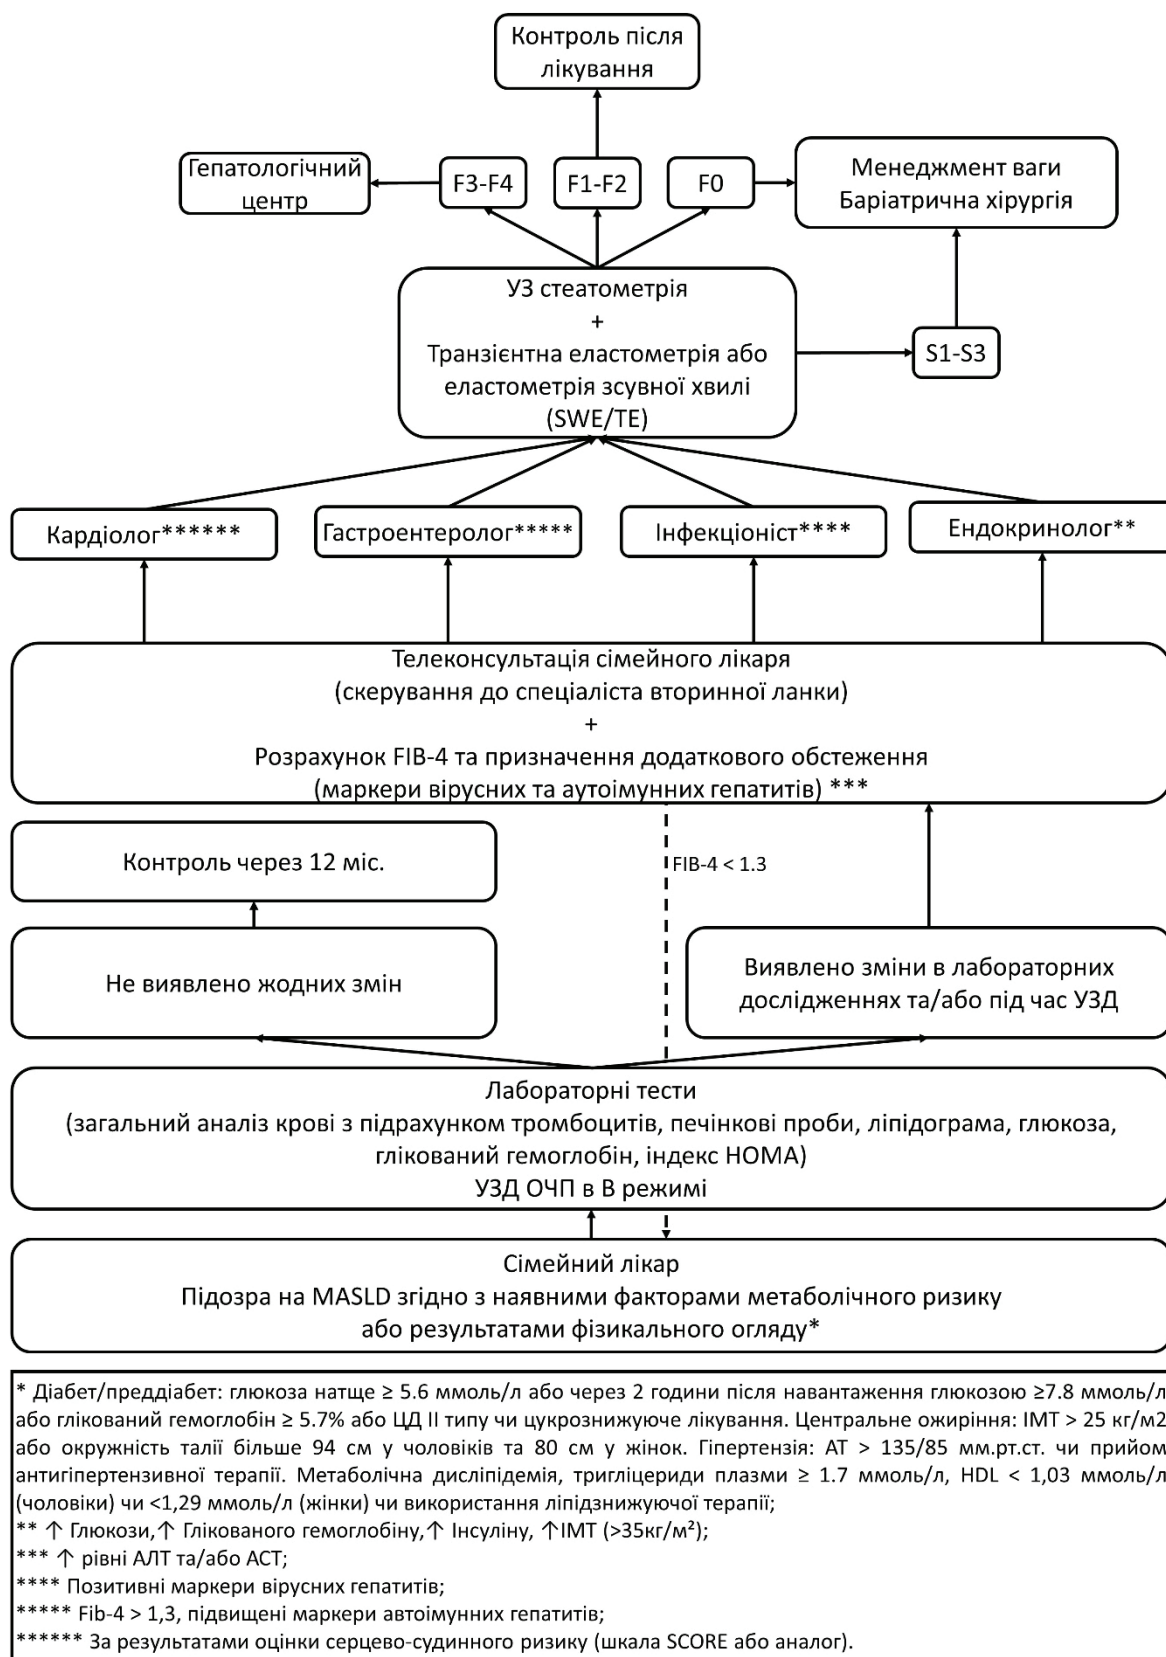 Контроль після
лікування
Гепатологічний
центр
F3-F4
F1-F2
F0
Менеджмент ваги
Баріатрична хірургія
УЗ стеатометрія
+
Транзієнтна еластометрія або
еластометрія зсувної хвилі
(SWE/TE)
S1-S3
Кардіолог******
Гастроентеролог*****
Інфекціоніст****
Ендокринолог**
Телеконсультація сімейного лікаря
(скерування до спеціаліста вторинної ланки)
+
Розрахунок FIB-4 та призначення додаткового обстеження
(маркери вірусних та аутоімунних гепатитів) ***
Контроль через 12 міс.
FIB-4 < 1.3
Не виявлено жодних змін
Виявлено зміни в лабораторних
дослідженнях та/або під час УЗД
Лабораторні тести
(загальний аналіз крові з підрахунком тромбоцитів, печінкові проби, ліпідограма, глюкоза,
глікований гемоглобін, індекс HOMA)
УЗД ОЧП в В режимі
Сімейний лікар
Підозра на MASLD згідно з наявними факторами метаболічного ризику
або результатами фізикального огляду*
* Діабет/преддіабет: глюкоза натще ≥ 5.6 ммоль/л або через 2 години після навантаження глюкозою ≥7.8 ммоль/л
або глікований гемоглобін ≥ 5.7% або ЦД II типу чи цукрознижуюче лікування. Центральне ожиріння: ІМТ > 25 кг/м2
або окружність талії більше 94 см у чоловіків та 80 см у жінок. Гіпертензія: АТ > 135/85 мм.рт.ст. чи прийом
антигіпертензивної терапії. Метаболічна дисліпідемія, тригліцериди плазми ≥ 1.7 ммоль/л, HDL < 1,03 ммоль/л
(чоловіки) чи <1,29 ммоль/л (жінки) чи використання ліпідзнижуючої терапії;
** ↑ Глюкози,↑ Глікованого гемоглобіну,↑ Інсуліну, ↑ІМТ (>35кг/м²);
*** ↑ рівні АЛТ та/або АСТ;
**** Позитивні маркери вірусних гепатитів;
***** Fib-4 > 1,3, підвищені маркери автоімунних гепатитів;
****** За результатами оцінки серцево-судинного ризику (шкала SCORE або аналог).